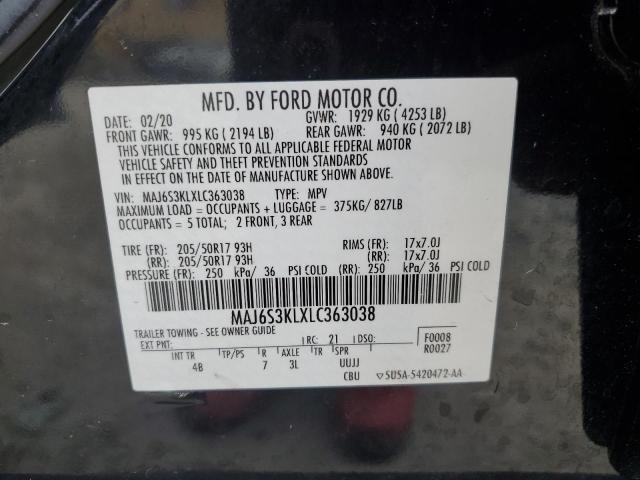 MFD. BY FORD MOTOR CO.
DATE: 02/20 GVWR: 1929 KG ( 4253 LB)
FRONT GAWR: 995 KG ( 2194 LB) REAR GAWR: 940 KG ( 2072 LB)
THIS VEHICLE CONFORMS TO ALL APPLICABLE FEDERAL MOTOR
VEHICLE SAFETY AND THEFT PREVENTION STANDARDS
IN EFFECT ON THE DATE OF MANUFACTURE SHOWN ABOVE.
VIN: MAJ6S3KLXLC363038 TYPE: MPV
MAXIMUM LOAD = OCCUPANTS + LUGGAGE = 375KG/827LB
OCCUPANTS = 5 TOTAL; 2 FRONT, 3 REAR
TIRE (FR): 205/50R17 93H RIMS (FR): 17x7.0J
(RR): 205/50R17 93H (RR): 17x7.0J
PRESSURE (FR): 250 kPa/ 36 PSI COLD (RR): 250 kPa/ 36 PSI COLD
MAJ6S3KLXLC363038
TRAILER TOWING - SEE OWNER GUIDE
EXT PNT: RC: 21 DSO: F0008
R0027
INT TR TP/PS R AXLE TR SPR
4B 7 3L UUJJ
CBU SU5A-5420472-AA